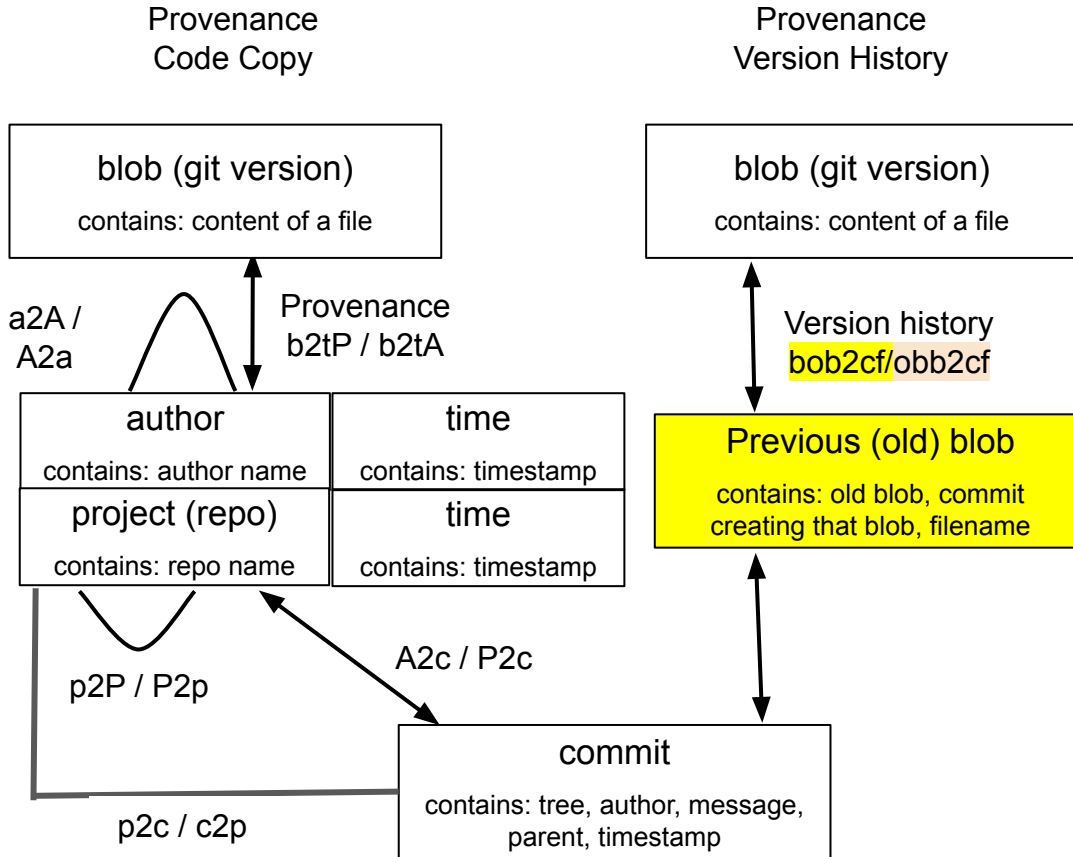 Provenance
Code Copy
Provenance
Version History
blob (git version)
contains: content of a file
blob (git version)
contains: content of a file
a2A /
A2a
Provenance
b2tP / b2tA
Version history
bob2cf/obb2cf
author
contains: author name
time
contains: timestamp
project (repo)
contains: repo name
time
contains: timestamp
Previous (old) blob
contains: old blob, commit
creating that blob, filename
p2P / P2p
A2c / P2c
commit
contains: tree, author, message,
parent, timestamp
p2c / c2p